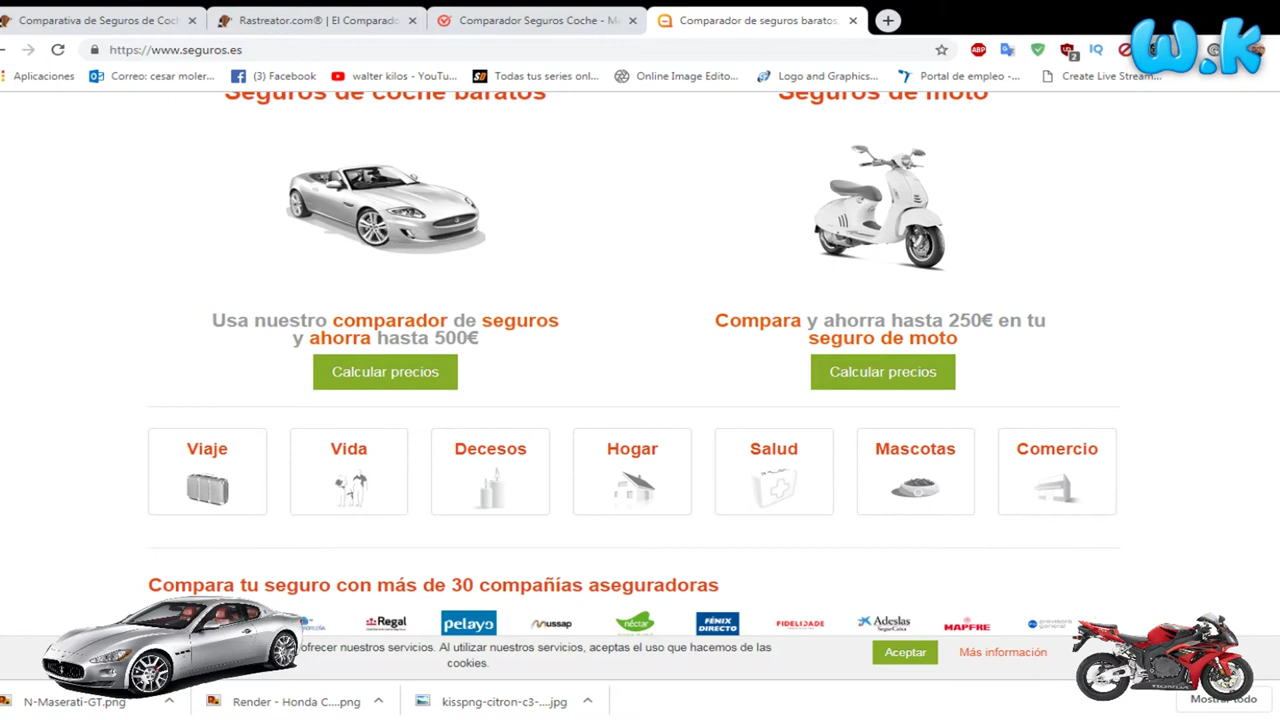 Comparativa de Seguros de Coch
Rastreator.com® | El Comparado
Comparador Seguros Coche - M
Comparador de seguros baratos,
https://www.seguros.es
ABP
2
IQ
W.K
Aplicaciones
Correo: cesar moler...
(3) Facebook
walter kilos - YouTu...
Todas tus series onl...
Online Image Edito...
Logo and Graphics...
Portal de empleo -...
Create Live Stream...
Seguros de coche baratos
Seguros de moto
Usa nuestro comparador de seguros
y ahorra hasta 500€
Calcular precios
Compara y ahorra hasta 250€ en tu
seguro de moto
Calcular precios
Viaje
Vida
Decesos
Hogar
Salud
Mascotas
Comercio
Compara tu seguro con más de 30 compañías aseguradoras
Regal
pelayo
mussap
néctar
FÉNIX
DIRECTO
FIDELIDADE
Adeslas
SegurCaixa
MAPFRE
ofrecer nuestros servicios. Al utilizar nuestros servicios, aceptas el uso que hacemos de las
cookies.
Aceptar
Más información
HONDA
N-Maserati-GT.png
Render - Honda C....png
kisspng-citron-c3-....jpg
Mostrar todo